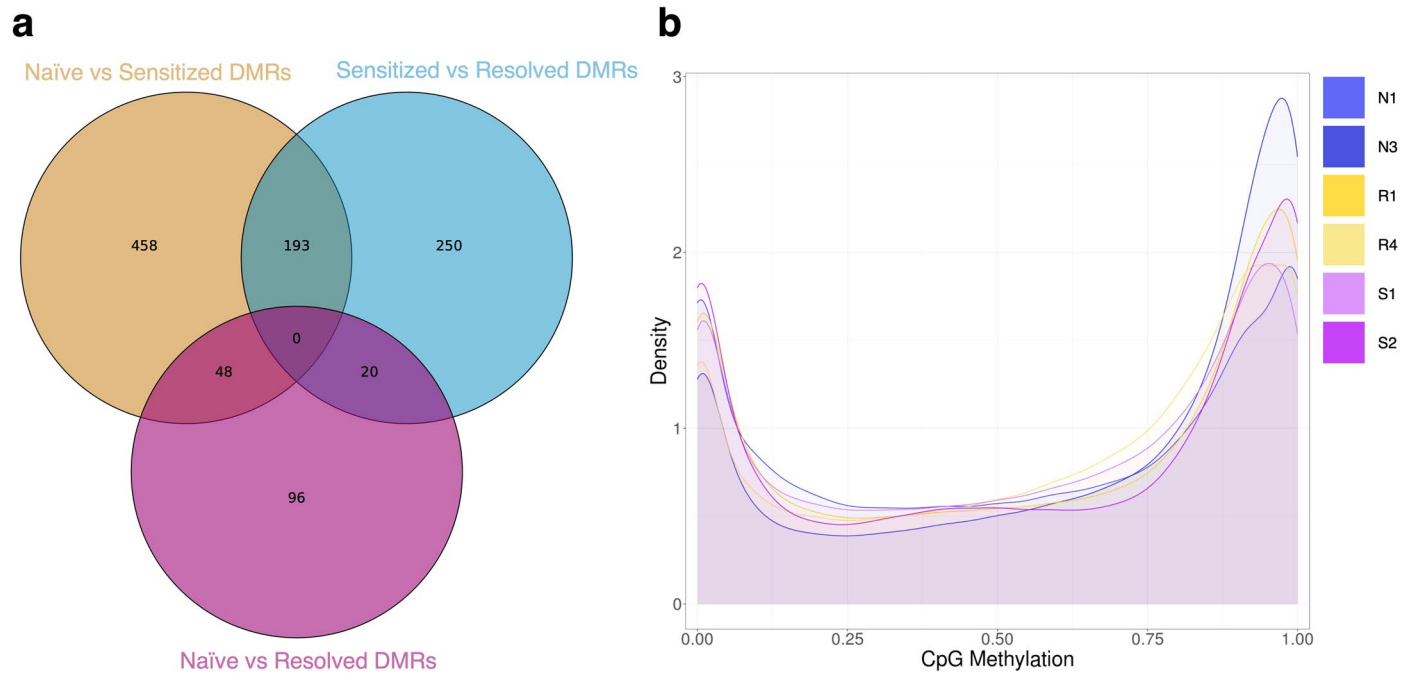 a
Naïve vs Sensitized DMRs
Sensitized vs Resolved DMRs
458
193
250
0
48
20
96
Naïve vs Resolved DMRs
b
3
2
1
0
Density
0.00
0.25
0.50
0.75
1.00
CpG Methylation
N1
N3
R1
R4
S1
S2